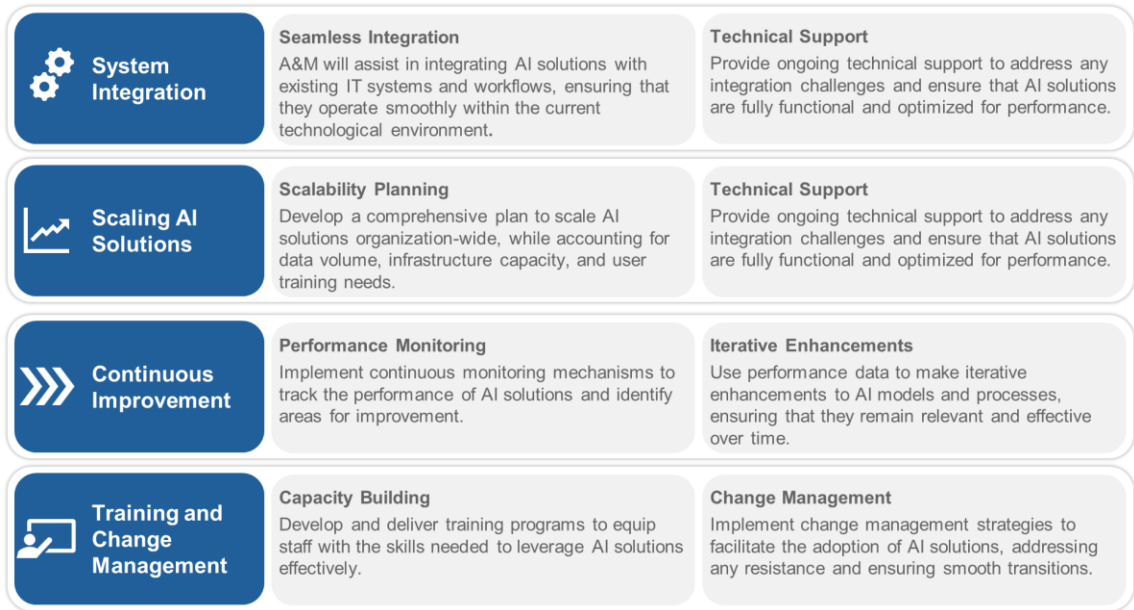 System
Integration
Seamless Integration
A&M will assist in integrating AI solutions with
existing IT systems and workflows, ensuring that
they operate smoothly within the current
technological environment.
Technical Support
Provide ongoing technical support to address any
integration challenges and ensure that AI solutions
are fully functional and optimized for performance.
Scaling AI
Solutions
Scalability Planning
Develop a comprehensive plan to scale AI
solutions organization-wide, while accounting for
data volume, infrastructure capacity, and user
training needs.
Technical Support
Provide ongoing technical support to address any
integration challenges and ensure that AI solutions
are fully functional and optimized for performance.
Continuous
Improvement
Performance Monitoring
Implement continuous monitoring mechanisms to
track the performance of AI solutions and identify
areas for improvement.
Iterative Enhancements
Use performance data to make iterative
enhancements to AI models and processes,
ensuring that they remain relevant and effective
over time.
Training and
Change
Management
Capacity Building
Develop and deliver training programs to equip
staff with the skills needed to leverage AI solutions
effectively.
Change Management
Implement change management strategies to
facilitate the adoption of AI solutions, addressing
any resistance and ensuring smooth transitions.